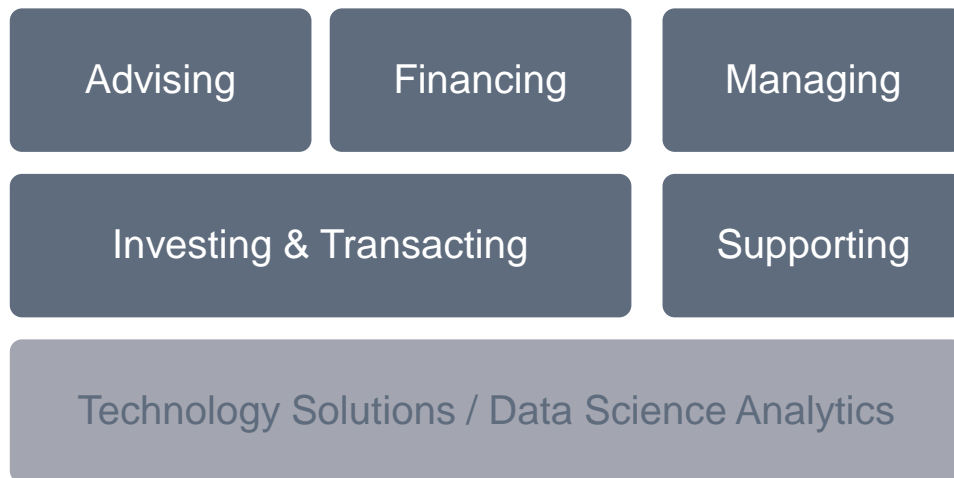 Advising
Financing
Managing
Investing & Transacting
Supporting
Technology Solutions / Data Science Analytics